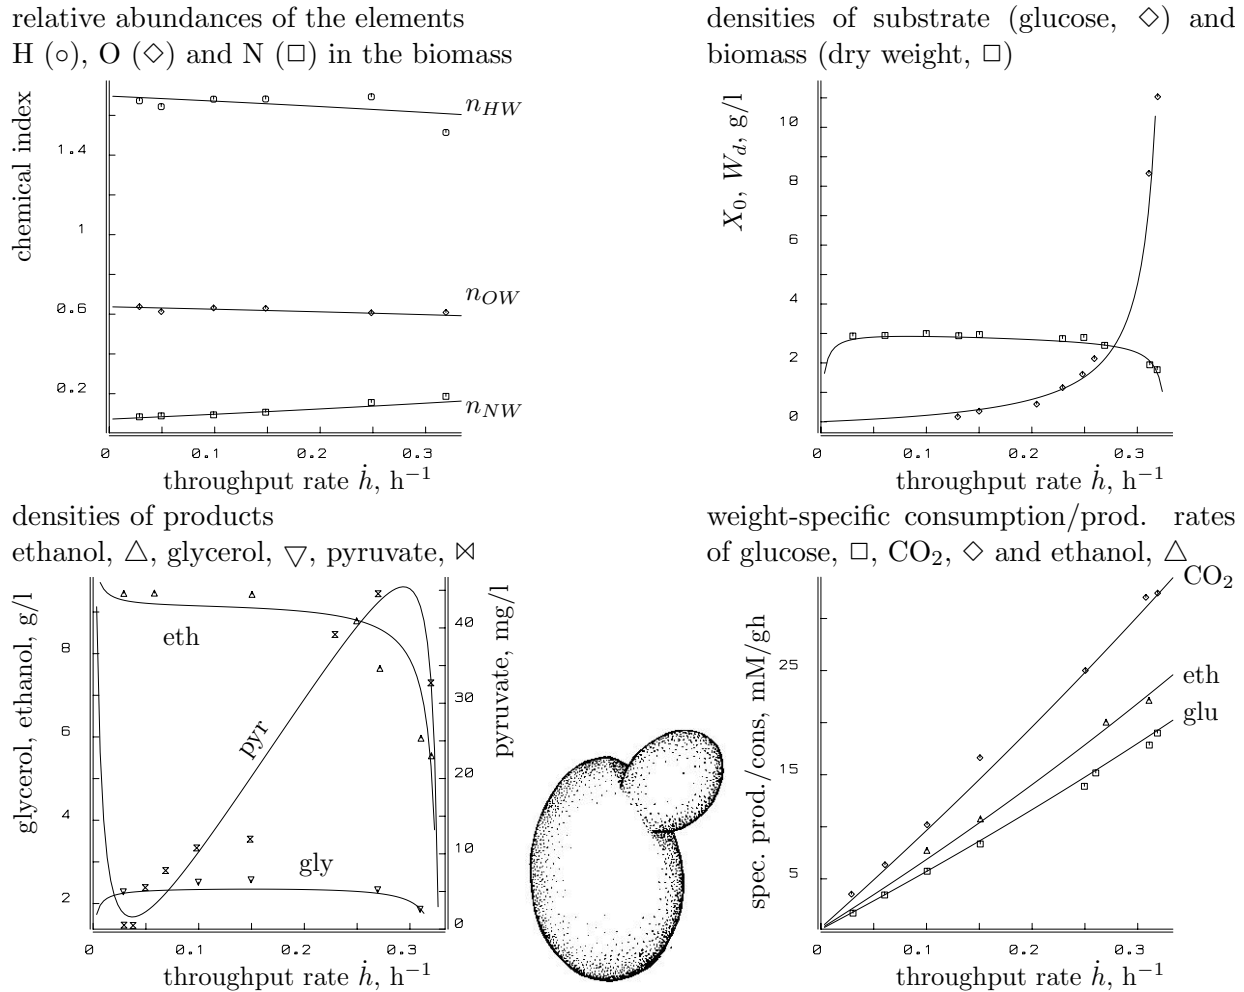 relative abundances of the elements
H (○), O (◇) and N (□) in the biomass
chemical index
1.4
1
0.6
0.2
n_{HW}
n_{OW}
n_{NW}
0 0.1 0.2 0.3
throughput rate ḣ, h⁻¹
densities of substrate (glucose, ◇) and
biomass (dry weight, □)
X₀, W_d, g/l
10
8
6
4
2
0
0 0.1 0.2 0.3
throughput rate ḣ, h⁻¹
densities of products
ethanol, △, glycerol, ▽, pyruvate, ⋈
glycerol, ethanol, g/l
8
6
4
2
eth
pyr
gly
40
30
20
10
0
pyruvate, mg/l
0 0.1 0.2 0.3
throughput rate ḣ, h⁻¹
weight-specific consumption/prod. rates
of glucose, □, CO₂, ◇ and ethanol, △
spec. prod./cons, mM/gh
25
15
5
CO₂
eth
glu
0 0.1 0.2 0.3
throughput rate ḣ, h⁻¹